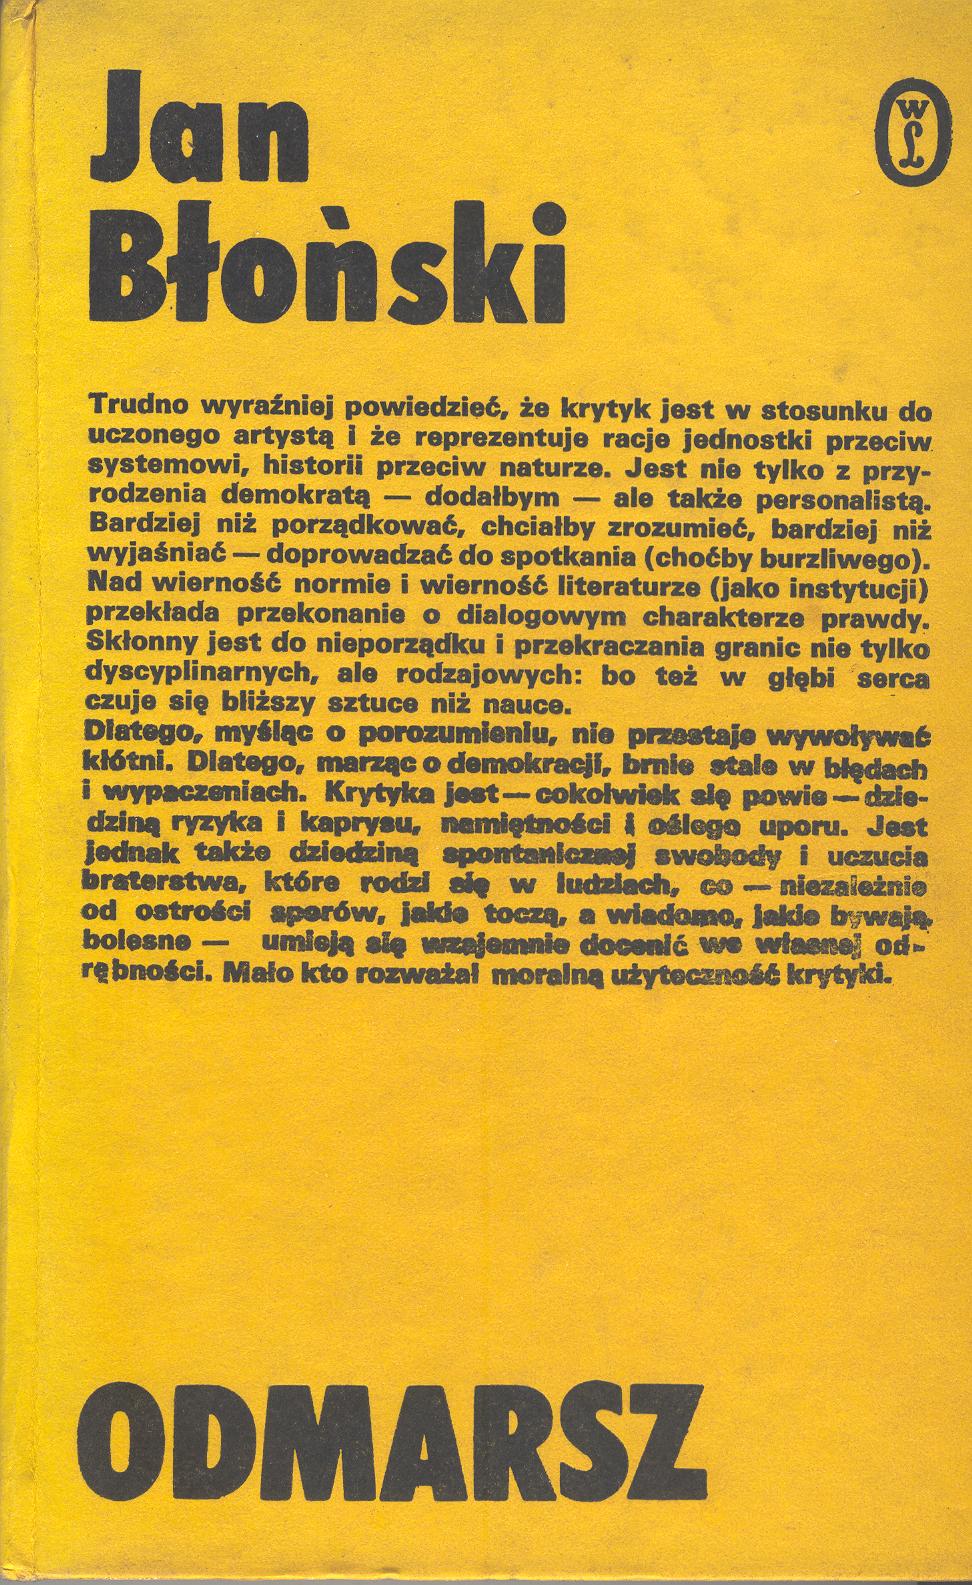 Jan
Błoński
W
L
Trudno wyraźniej powiedzieć, że krytyk jest w stosunku do
uczonego artystą i że reprezentuje racje jednostki przeciw
systemowi, historii przeciw naturze. Jest nie tylko z przy-
rodzenia demokratą — dodałbym — ale także personalistą.
Bardziej niż porządkować, chciałby zrozumieć, bardziej niż
wyjaśniać — doprowadzać do spotkania (choćby burzliwego).
Nad wierność normie i wierność literaturze (jako instytucji)
przekłada przekonanie o dialogowym charakterze prawdy.
Skłonny jest do nieporządku i przekraczania granic nie tylko
dyscyplinarnych, ale rodzajowych: bo też w głębi serca
czuje się bliższy sztuce niż nauce.
Dlatego, myśląc o porozumieniu, nie przestaje wywoływać
kłótni. Dlatego, marząc o demokracji, brnie stale w błędach
i wypaczeniach. Krytyka jest — cokolwiek się powie — dzie-
dziną ryzyka i kaprysu, namiętności i oślego uporu. Jest
jednak także dziedziną spontanicznej swobody i uczucia
braterstwa, które rodzi się w ludziach, co — niezależnie
od ostrości sporów, jakie toczą, a wiadomo, jakie bywają
bolesne — umieją się wzajemnie docenić we własnej od-
rębności. Mało kto rozważał moralną użyteczność krytyki.
ODMARSZ